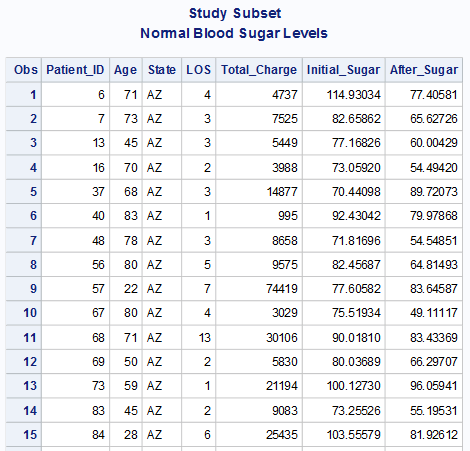 Study Subset
Normal Blood Sugar Levels
Obs Patient_ID Age State LOS Total_Charge Initial_Sugar After_Sugar
1 6 71 AZ 4 4737 114.93034 77.40581
2 7 73 AZ 3 7525 82.65862 65.62726
3 13 45 AZ 3 5449 77.16826 60.00429
4 16 70 AZ 2 3988 73.05920 54.49420
5 37 68 AZ 3 14877 70.44098 89.72073
6 40 83 AZ 1 995 92.43042 79.97868
7 48 78 AZ 3 8658 71.81696 54.54851
8 56 80 AZ 5 9575 82.45687 64.81493
9 57 22 AZ 7 74419 77.60582 83.64587
10 67 80 AZ 4 3029 75.51934 49.11117
11 68 71 AZ 13 30106 90.01810 83.43369
12 69 50 AZ 2 5830 80.03689 66.29707
13 73 59 AZ 1 21194 100.12730 96.05941
14 83 45 AZ 2 9083 73.25526 55.19531
15 84 28 AZ 6 25435 103.55579 81.92612